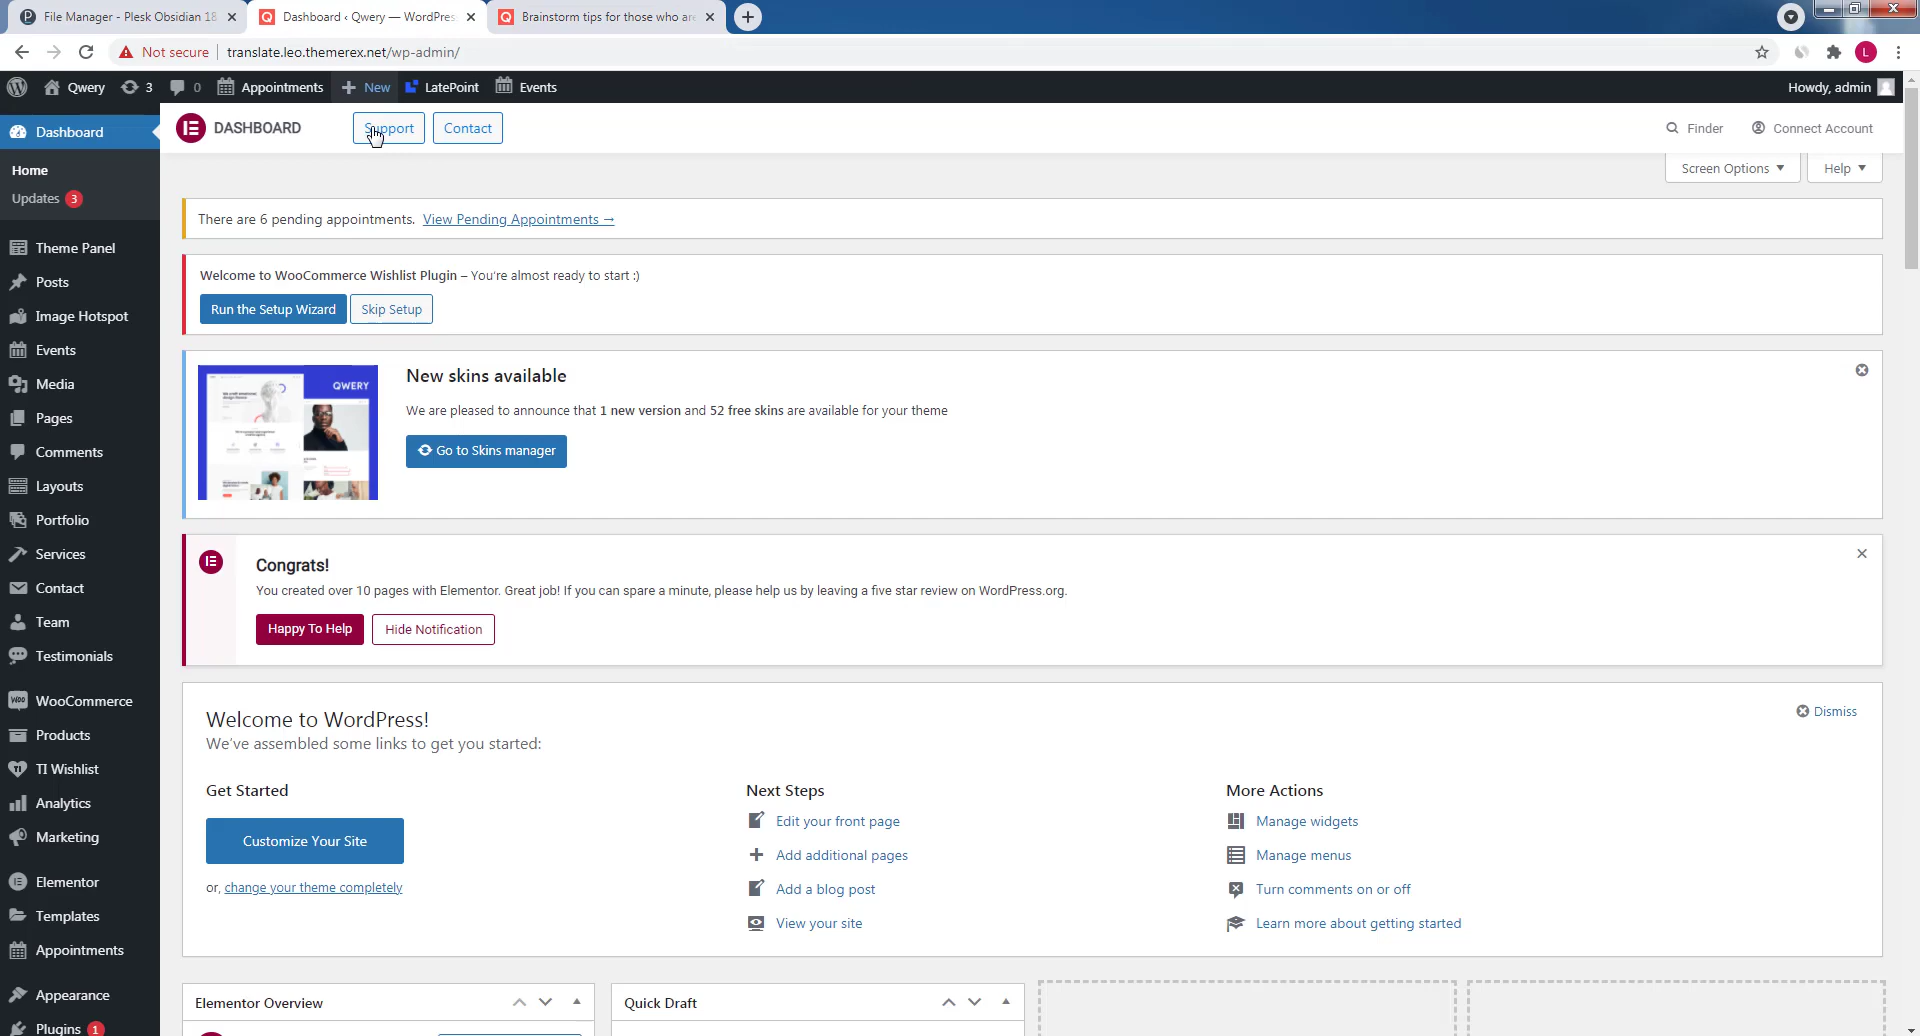 File Manager - Plesk Obsidian 18
Dashboard ‹ Qwery — WordPres
Brainstorm tips for those who are
Not secure
translate.leo.themerex.net/wp-admin/
L
Qwery
3
0
Appointments
New
LatePoint
Events
Howdy, admin
Dashboard
Home
Updates 3
Theme Panel
Posts
Image Hotspot
Events
Media
Pages
Comments
Layouts
Portfolio
Services
Contact
Team
Testimonials
WooCommerce
Products
TI Wishlist
Analytics
Marketing
Elementor
Templates
Appointments
Appearance
Plugins 1
DASHBOARD
Support
Contact
Finder
Connect Account
Screen Options
Help
There are 6 pending appointments. View Pending Appointments →
Welcome to WooCommerce Wishlist Plugin – You're almost ready to start :)
Run the Setup Wizard
Skip Setup
QWERY
New skins available
We are pleased to announce that 1 new version and 52 free skins are available for your theme
Go to Skins manager
Congrats!
You created over 10 pages with Elementor. Great job! If you can spare a minute, please help us by leaving a five star review on WordPress.org.
Happy To Help
Hide Notification
Welcome to WordPress!
Dismiss
We've assembled some links to get you started:
Get Started
Customize Your Site
or, change your theme completely
Next Steps
Edit your front page
Add additional pages
Add a blog post
View your site
More Actions
Manage widgets
Manage menus
Turn comments on or off
Learn more about getting started
Elementor Overview
Quick Draft